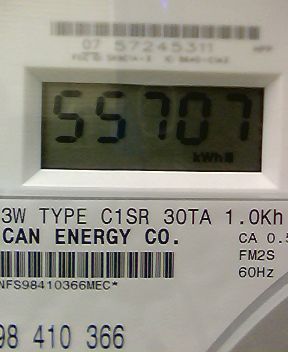 07 57245311
55707
kWh
3W TYPE C1SR 30TA 1.0Kh
CAN ENERGY CO.
CA 0.5
FM2S
60Hz
NFS98410366MEC*
98 410 366